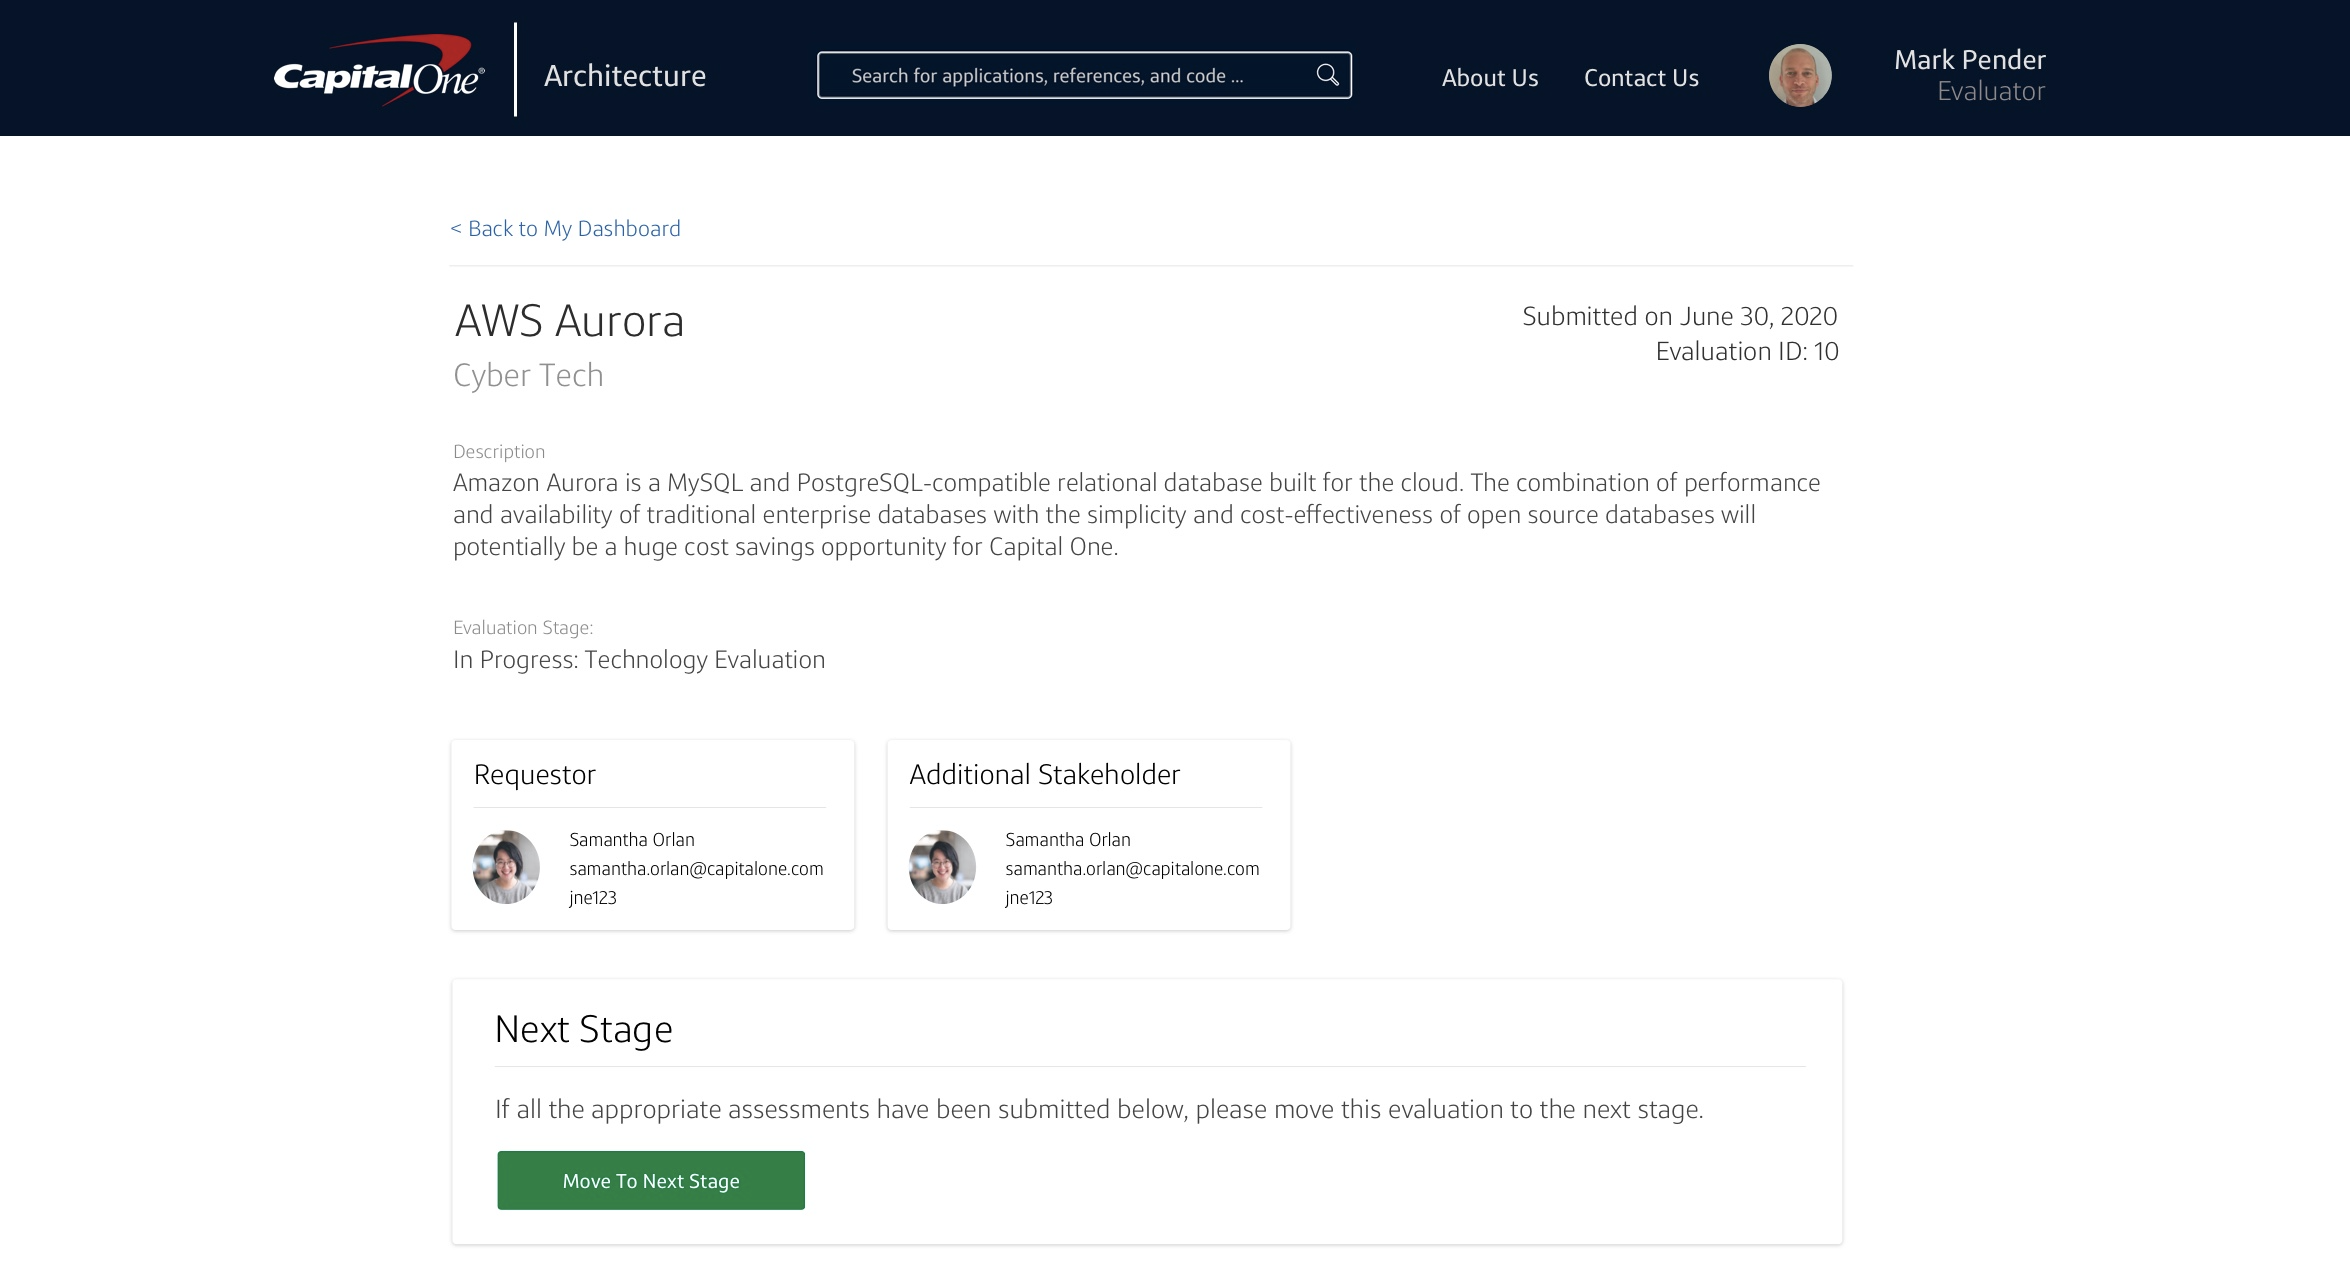 CapitalOne®
Architecture
Search for applications, references, and code ...
About Us
Contact Us
Mark Pender
Evaluator
< Back to My Dashboard
AWS Aurora
Submitted on June 30, 2020
Evaluation ID: 10
Cyber Tech
Description
Amazon Aurora is a MySQL and PostgreSQL-compatible relational database built for the cloud. The combination of performance
and availability of traditional enterprise databases with the simplicity and cost-effectiveness of open source databases will
potentially be a huge cost savings opportunity for Capital One.
Evaluation Stage:
In Progress: Technology Evaluation
Requestor
Samantha Orlan
samantha.orlan@capitalone.com
jne123
Additional Stakeholder
Samantha Orlan
samantha.orlan@capitalone.com
jne123
Next Stage
If all the appropriate assessments have been submitted below, please move this evaluation to the next stage.
Move To Next Stage